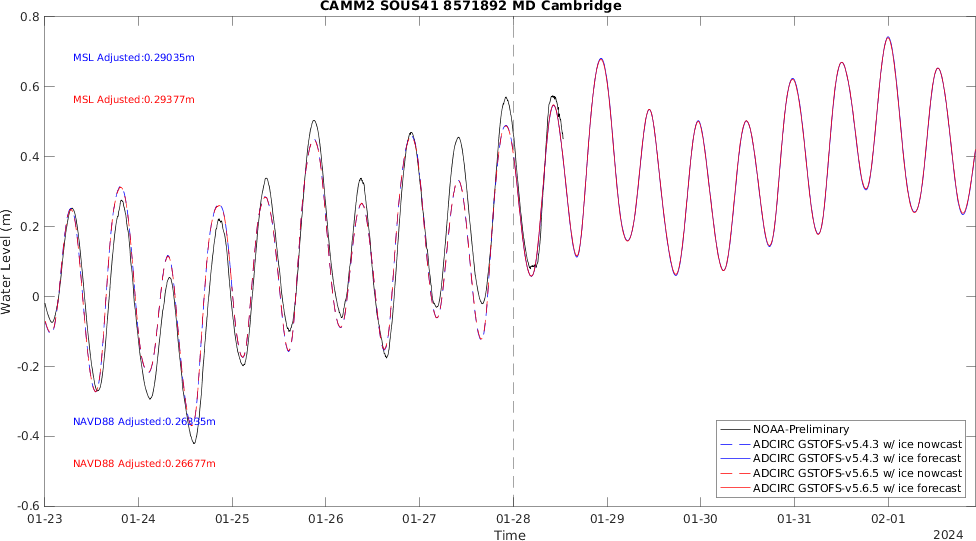 CAMM2 SOUS41 8571892 MD Cambridge
0.8
MSL Adjusted:0.29035m
0.6
MSL Adjusted:0.29377m
0.4
0.2
Water Level (m)
0
-0.2
NAVD88 Adjusted:0.26335m
-0.4
NAVD88 Adjusted:0.26677m
NOAA-Preliminary
ADCIRC GSTOFS-v5.4.3 w/ ice nowcast
ADCIRC GSTOFS-v5.4.3 w/ ice forecast
ADCIRC GSTOFS-v5.6.5 w/ ice nowcast
ADCIRC GSTOFS-v5.6.5 w/ ice forecast
-0.6
01-23 01-24 01-25 01-26 01-27 01-28 01-29 01-30 01-31 02-01
Time
2024